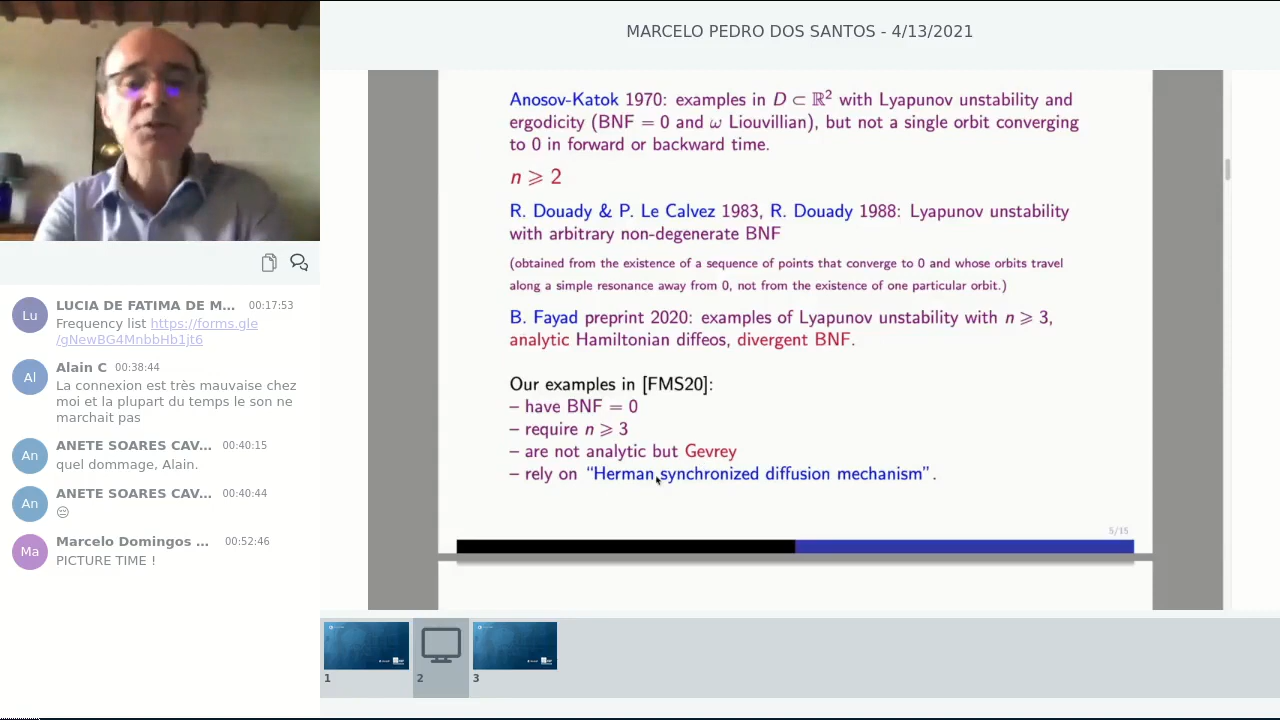 MARCELO PEDRO DOS SANTOS - 4/13/2021
Anosov-Katok 1970: examples in D ⊂ ℝ² with Lyapunov unstability and
ergodicity (BNF = 0 and ω Liouvillian), but not a single orbit converging
to 0 in forward or backward time.
n ⩾ 2
R. Douady & P. Le Calvez 1983, R. Douady 1988: Lyapunov unstability
with arbitrary non-degenerate BNF
(obtained from the existence of a sequence of points that converge to 0 and whose orbits travel
along a simple resonance away from 0, not from the existence of one particular orbit.)
B. Fayad preprint 2020: examples of Lyapunov unstability with n ⩾ 3,
analytic Hamiltonian diffeos, divergent BNF.
Our examples in [FMS20]:
– have BNF = 0
– require n ⩾ 3
– are not analytic but Gevrey
– rely on “Herman synchronized diffusion mechanism”.
5/15
Lu
LUCIA DE FATIMA DE M... 00:17:53
Frequency list https://forms.gle
/gNewBG4MnbbHb1jt6
Al
Alain C 00:38:44
La connexion est très mauvaise chez
moi et la plupart du temps le son ne
marchait pas
An
ANETE SOARES CAV... 00:40:15
quel dommage, Alain.
An
ANETE SOARES CAV... 00:40:44
😔
Ma
Marcelo Domingos ... 00:52:46
PICTURE TIME !
1
2
3